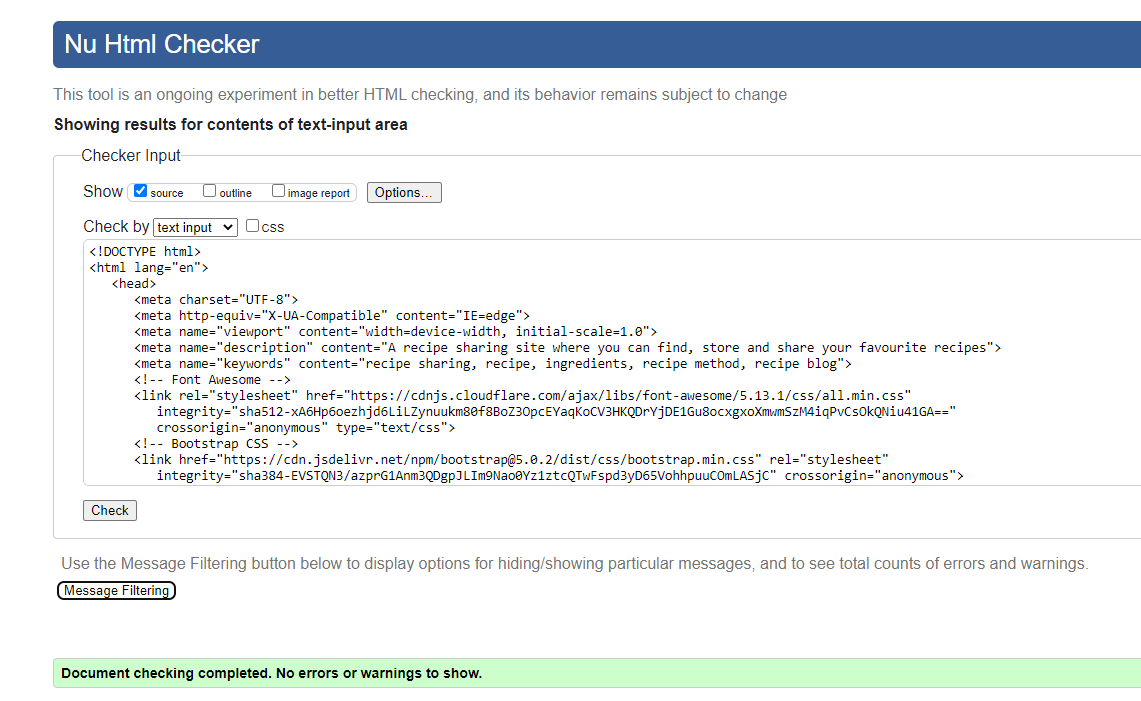 Nu Html Checker
This tool is an ongoing experiment in better HTML checking, and its behavior remains subject to change
Showing results for contents of text-input area
Checker Input
Show source outline image report Options...
Check by text input css
<!DOCTYPE html>
<html lang="en">
<head>
<meta charset="UTF-8">
<meta http-equiv="X-UA-Compatible" content="IE=edge">
<meta name="viewport" content="width=device-width, initial-scale=1.0">
<meta name="description" content="A recipe sharing site where you can find, store and share your favourite recipes">
<meta name="keywords" content="recipe sharing, recipe, ingredients, recipe method, recipe blog">
<!-- Font Awesome -->
<link rel="stylesheet" href="https://cdnjs.cloudflare.com/ajax/libs/font-awesome/5.13.1/css/all.min.css"
integrity="sha512-xA6Hp6oezhjd6LiLZynuukm80f8BoZ3OpcEYaqKoCV3HKQDrYjDE1Gu8ocxgxoXmwmSzM4iqPvCsOkQNiu41GA=="
crossorigin="anonymous" type="text/css">
<!-- Bootstrap CSS -->
<link href="https://cdn.jsdelivr.net/npm/bootstrap@5.0.2/dist/css/bootstrap.min.css" rel="stylesheet"
integrity="sha384-EVSTQN3/azprG1Anm3QDgpJLIm9Nao0Yz1ztcQTwFspd3yD65VohhpuuCOmLASjC" crossorigin="anonymous">
Check
Use the Message Filtering button below to display options for hiding/showing particular messages, and to see total counts of errors and warnings.
Message Filtering
Document checking completed. No errors or warnings to show.